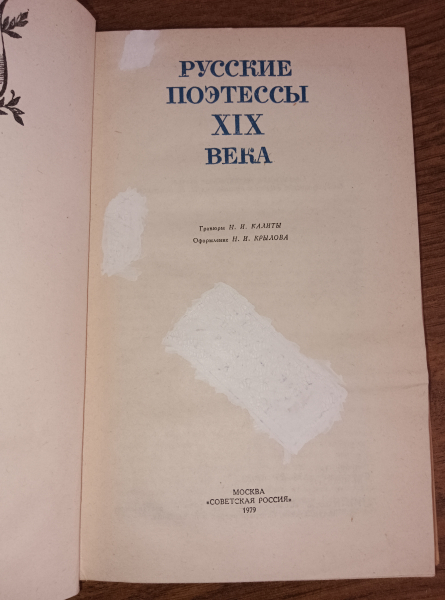 РУССКИЕ
ПОЭТЕССЫ
XIX
ВЕКА
Гравюры Н. И. КАЛИТЫ
Оформление Н. И. КРЫЛОВА
МОСКВА
«СОВЕТСКАЯ РОССИЯ»
1979